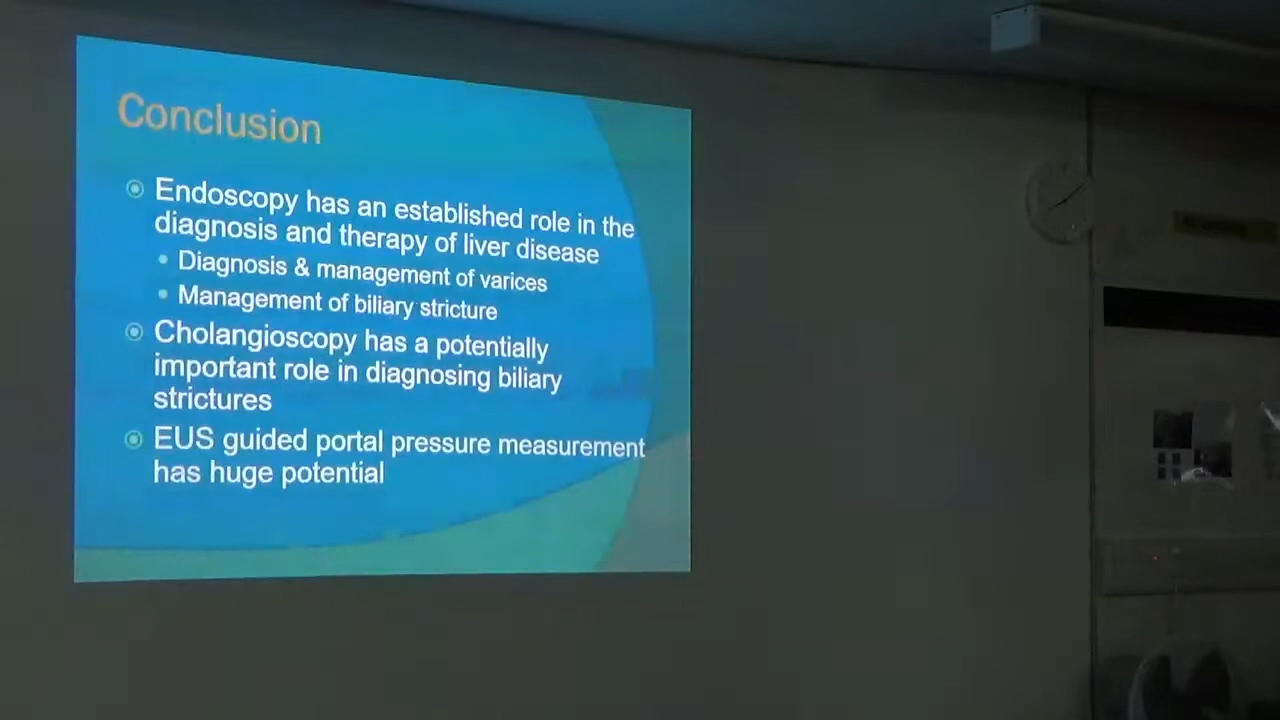 Conclusion
Endoscopy has an established role in the
diagnosis and therapy of liver disease
Diagnosis & management of varices
Management of biliary stricture
Cholangioscopy has a potentially
important role in diagnosing biliary
strictures
EUS guided portal pressure measurement
has huge potential